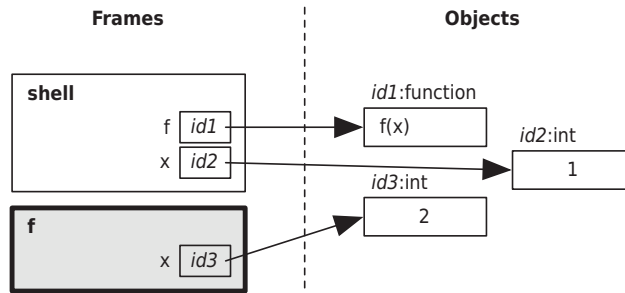 Frames
Objects
shell
f id1
x id2
id1:function
f(x)
id2:int
1
id3:int
2
f
x id3